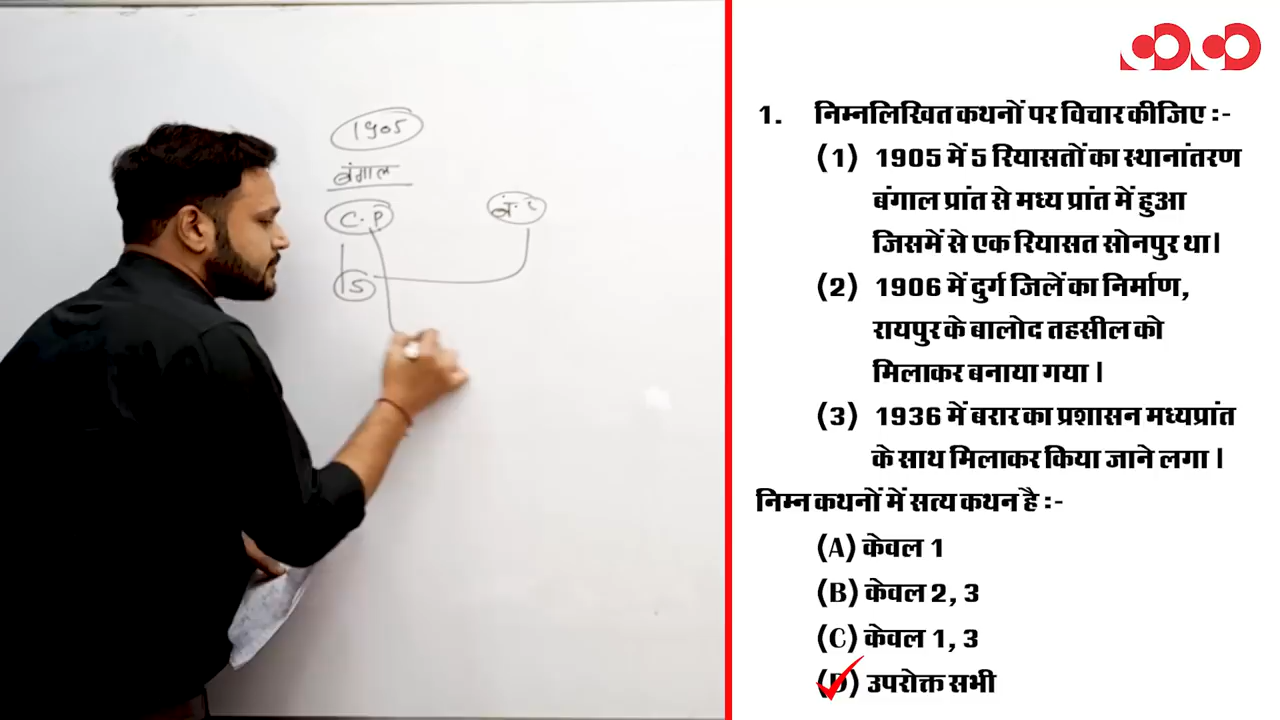 1905
बंगाल
C.P
15
1. निम्नलिखित कथनों पर विचार कीजिए :-
(1) 1905 में 5 रियासतों का स्थानांतरण
बंगाल प्रांत से मध्य प्रांत में हुआ
जिसमें से एक रियासत सोनपुर था।
(2) 1906 में दुर्ग जिलें का निर्माण,
रायपुर के बालोद तहसील को
मिलाकर बनाया गया।
(3) 1936 में बरार का प्रशासन मध्यप्रांत
के साथ मिलाकर किया जाने लगा।
निम्न कथनों में सत्य कथन है :-
(A) केवल 1
(B) केवल 2, 3
(C) केवल 1, 3
(D) उपरोक्त सभी